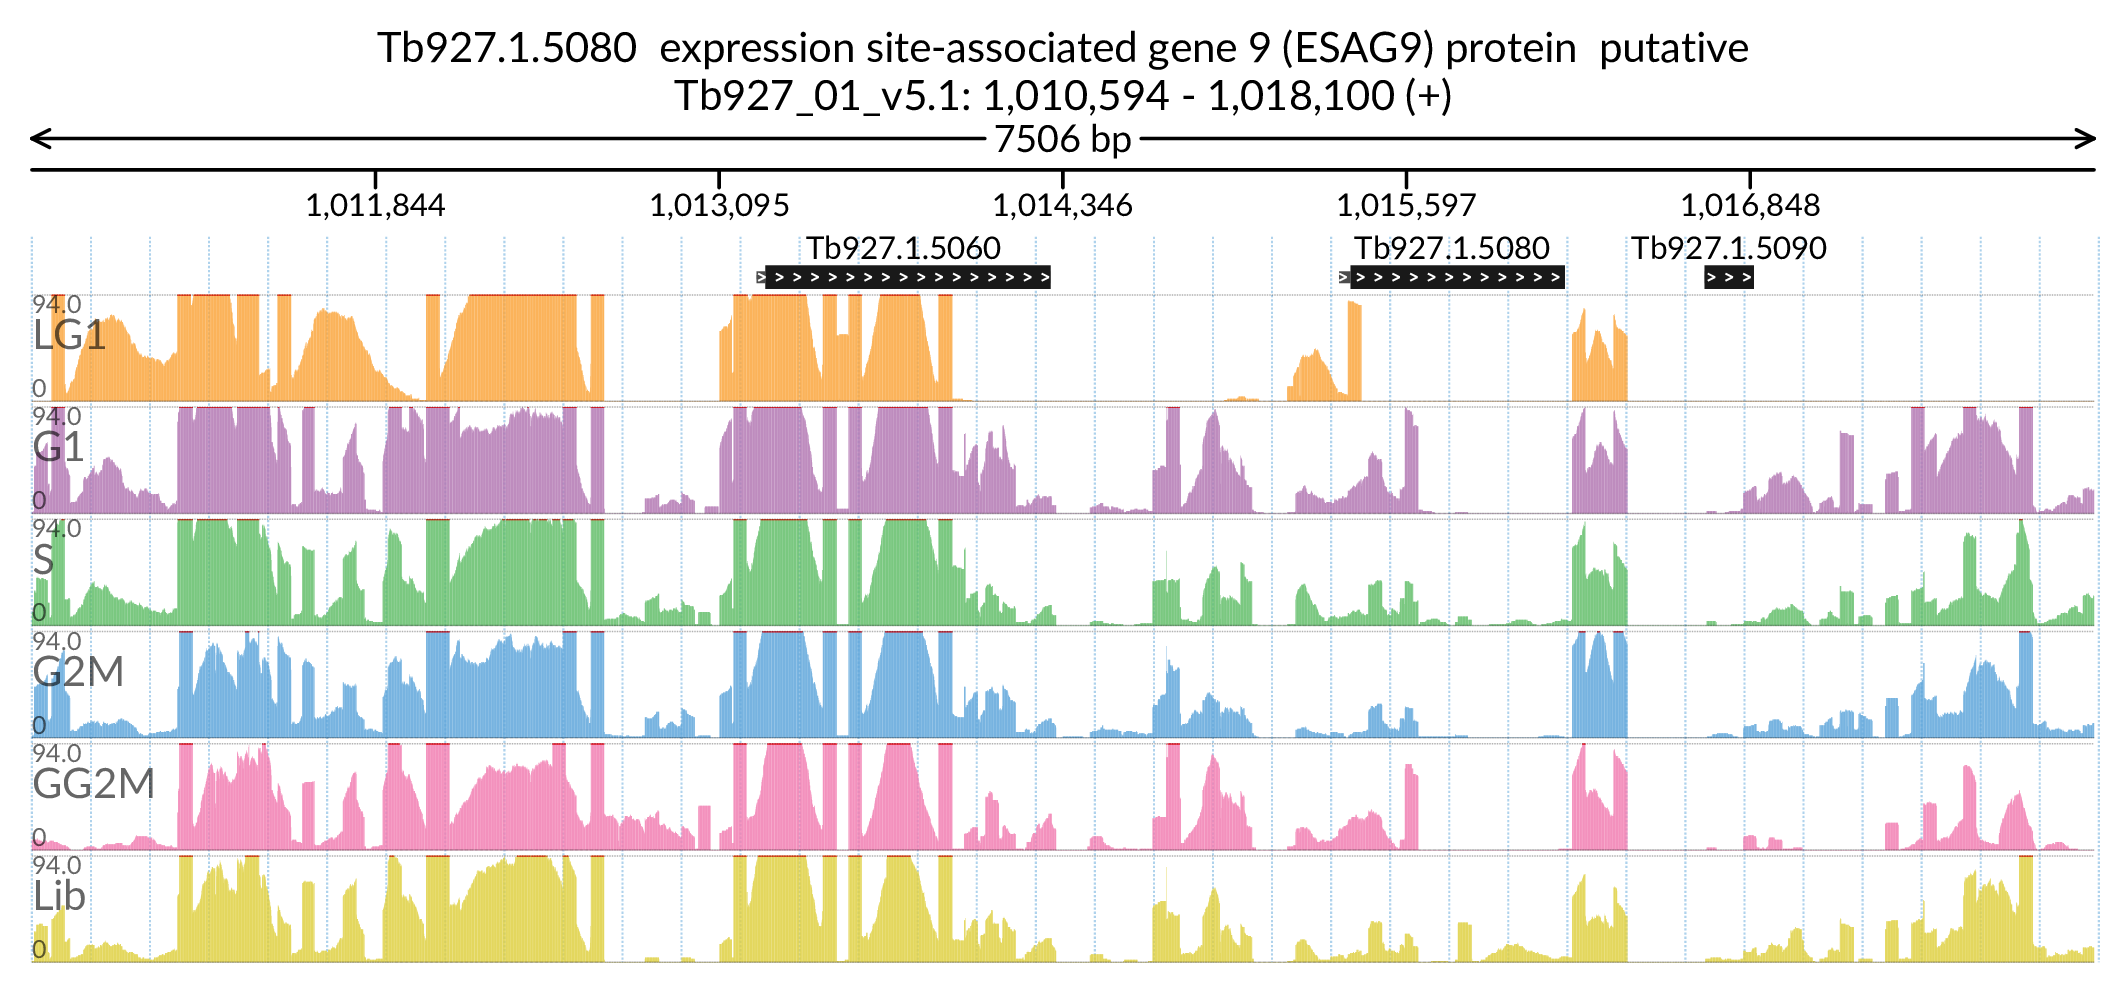 Tb927.1.5080  expression site-associated gene 9 (ESAG9) protein  putative
Tb927_01_v5.1: 1,010,594 - 1,018,100 (+)
7506 bp
1,011,844 1,013,095 1,014,346 1,015,597 1,016,848
Tb927.1.5060 Tb927.1.5080 Tb927.1.5090
94.0
LG1
0
94.0
G1
0
94.0
S
0
94.0
G2M
0
94.0
GG2M
0
94.0
Lib
0